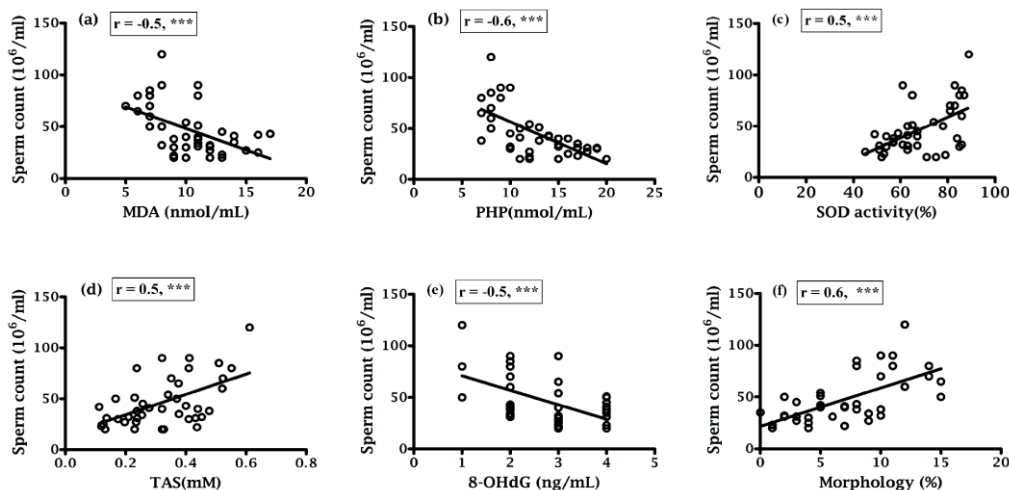 (a)
r = -0.5, ***
Sperm count (10^6/ml)
150
100
50
0
0
5
10
15
20
MDA (nmol/mL)
(b)
r = -0.6, ***
Sperm count (10^6/ml)
150
100
50
0
5
10
15
20
25
PHP(nmol/mL)
(c)
r = 0.5, ***
Sperm count (10^6/ml)
150
100
50
0
0
20
40
60
80
100
SOD activity(%)
(d)
r = 0.5, ***
Sperm count (10^6/ml)
150
100
50
0
0.0
0.2
0.4
0.6
0.8
TAS(mM)
(e)
r = -0.5, ***
Sperm count (10^6/ml)
150
100
50
0
0
1
2
3
4
5
8-OHdG (ng/mL)
(f)
r = 0.6, ***
Sperm count (10^6/ml)
150
100
50
0
0
5
10
15
20
Morphology (%)